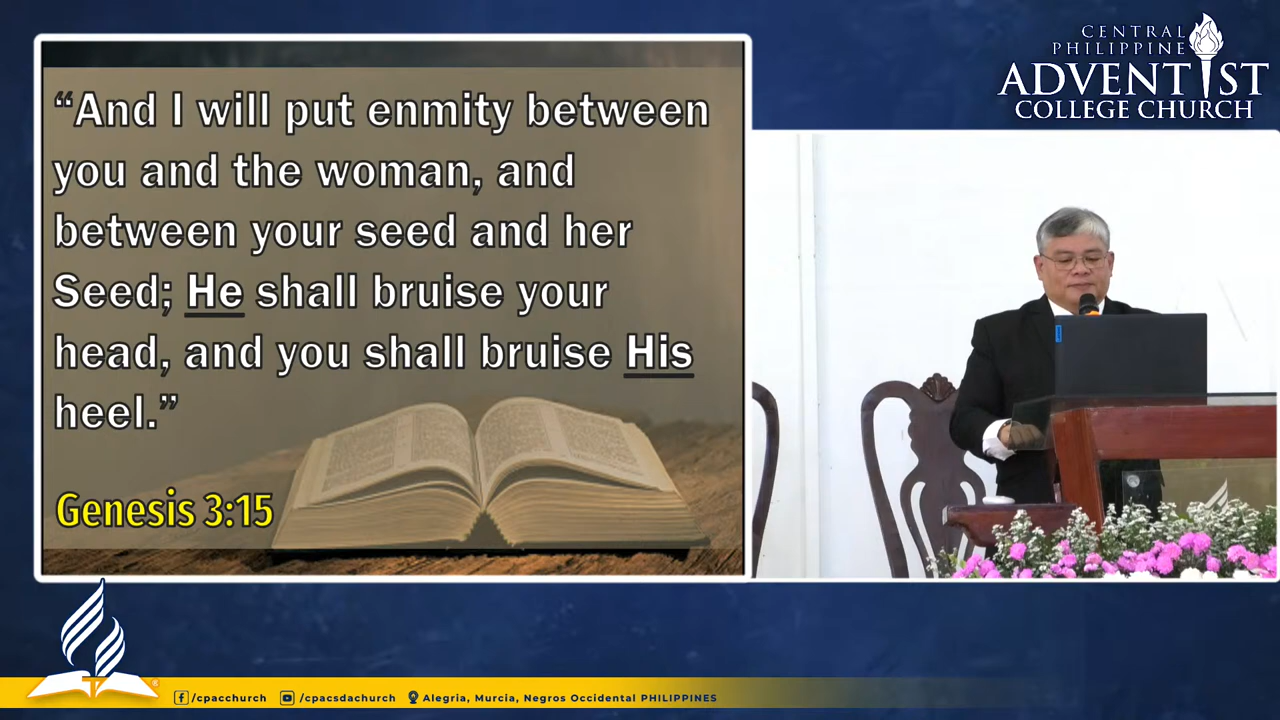 “And I will put enmity between
you and the woman, and
between your seed and her
Seed; He shall bruise your
head, and you shall bruise His
heel.”
Genesis 3:15
CENTRAL
PHILIPPINE
ADVENTIST
COLLEGE CHURCH
/cpacchurch
/cpacsdachurch
Alegria, Murcia, Negros Occidental PHILIPPINES